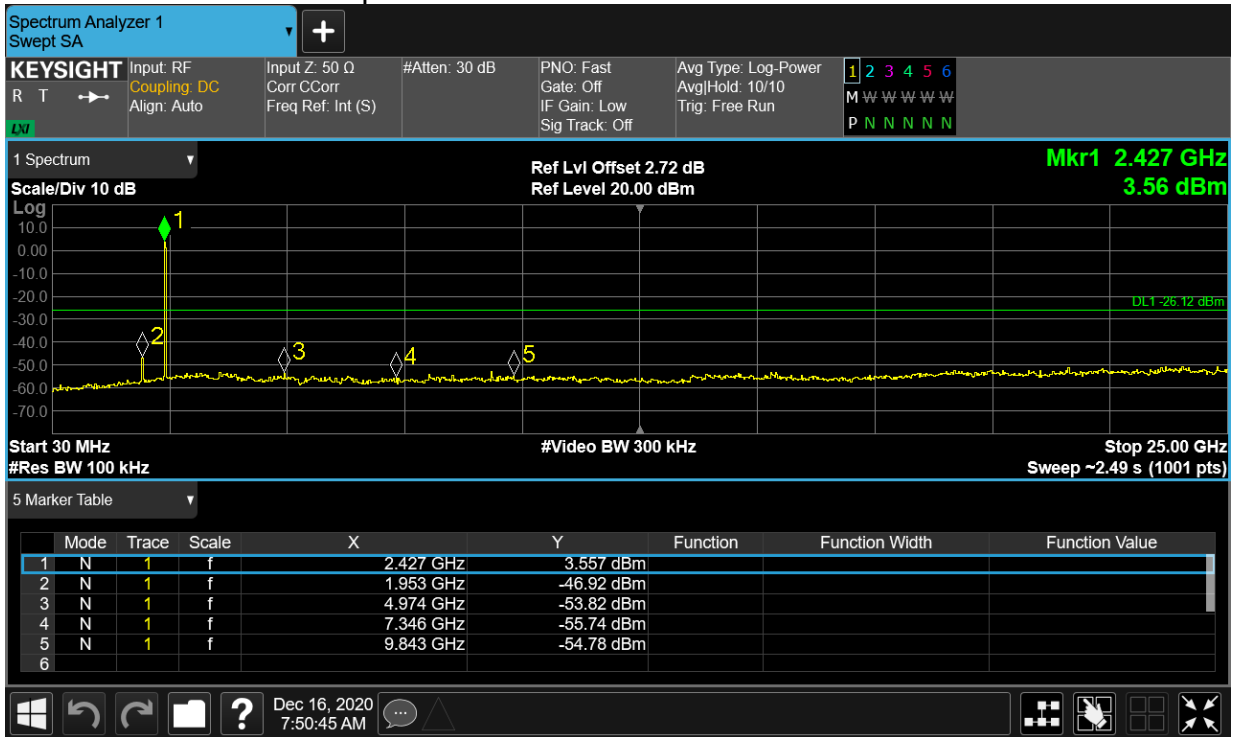 Spectrum Analyzer 1
Swept SA
KEYSIGHT Input: RF Input Z: 50 Ω #Atten: 30 dB PNO: Fast Avg Type: Log-Power 1 2 3 4 5 6
R T Coupling: DC Corr CCorr Gate: Off Avg|Hold: 10/10 M W W W W W
Align: Auto Freq Ref: Int (S) IF Gain: Low Trig: Free Run
LXI Sig Track: Off P N N N N N
1 Spectrum Ref Lvl Offset 2.72 dB Mkr1 2.427 GHz
Scale/Div 10 dB Ref Level 20.00 dBm 3.56 dBm
Log
1
10.0
0.00
-10.0
-20.0
DL1 -26.12 dBm
-30.0
2
-40.0
3 4 5
-50.0
-60.0
-70.0
Start 30 MHz #Video BW 300 kHz Stop 25.00 GHz
#Res BW 100 kHz Sweep ~2.49 s (1001 pts)
5 Marker Table
Mode Trace Scale X Y Function Function Width Function Value
1 N 1 f 2.427 GHz 3.557 dBm
2 N 1 f 1.953 GHz -46.92 dBm
3 N 1 f 4.974 GHz -53.82 dBm
4 N 1 f 7.346 GHz -55.74 dBm
5 N 1 f 9.843 GHz -54.78 dBm
6
? Dec 16, 2020
7:50:45 AM